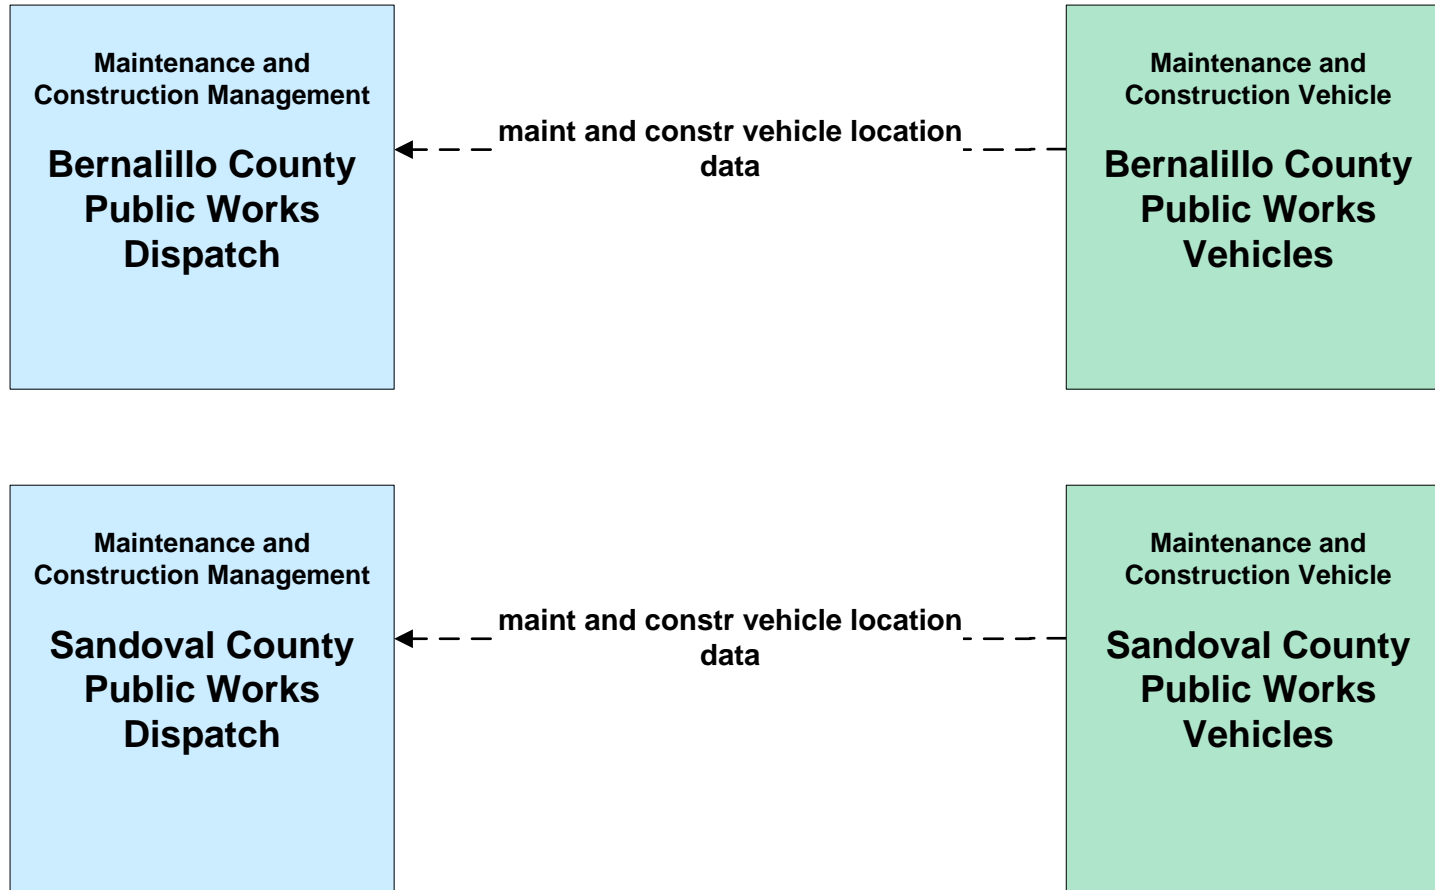 Maintenance and
Construction Management
Bernalillo County
Public Works
Dispatch
maint and constr vehicle location
data
Maintenance and
Construction Vehicle
Bernalillo County
Public Works
Vehicles
Maintenance and
Construction Management
Sandoval County
Public Works
Dispatch
maint and constr vehicle location
data
Maintenance and
Construction Vehicle
Sandoval County
Public Works
Vehicles